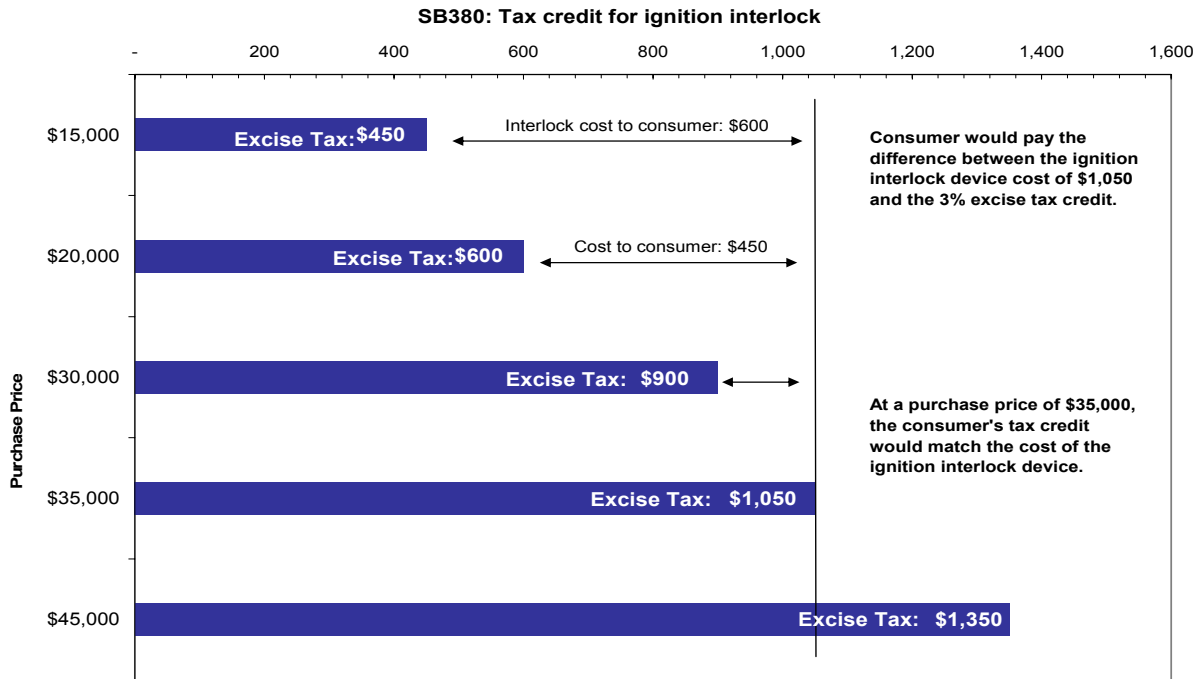 SB380: Tax credit for ignition interlock
- 200 400 600 800 1,000 1,200 1,400 1,600
Purchase Price
$15,000
Excise Tax: $450
Interlock cost to consumer: $600
Consumer would pay the
difference between the ignition
interlock device cost of $1,050
and the 3% excise tax credit.
$20,000
Excise Tax: $600
Cost to consumer: $450
$30,000
Excise Tax: $900
At a purchase price of $35,000,
the consumer's tax credit
would match the cost of the
ignition interlock device.
$35,000
Excise Tax: $1,050
$45,000
Excise Tax: $1,350